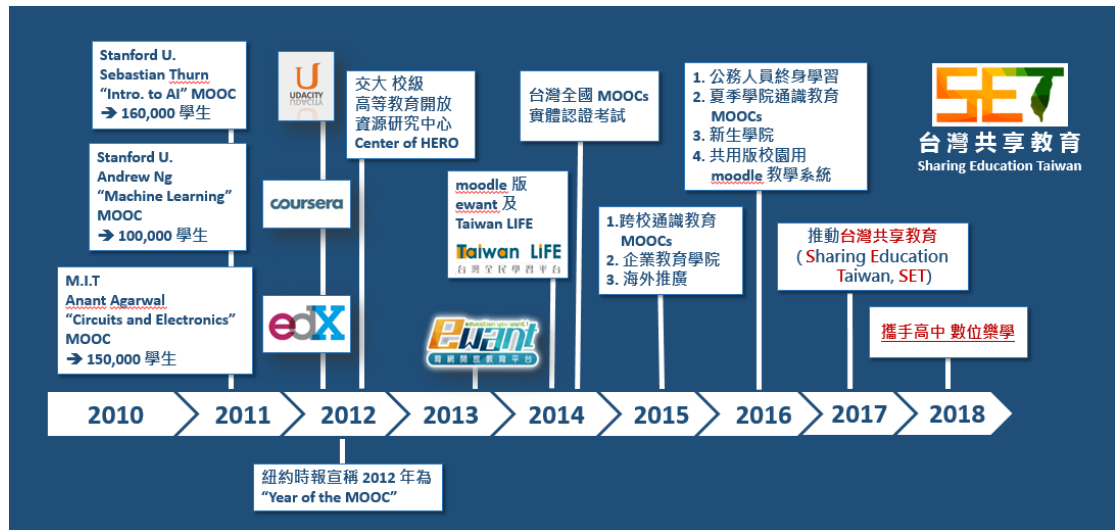 Stanford U.
Sebastian Thurn
“Intro. to AI” MOOC
➔ 160,000 學生
Stanford U.
Andrew Ng
“Machine Learning”
MOOC
➔ 100,000 學生
M.I.T
Anant Agarwal
“Circuits and Electronics”
MOOC
➔ 150,000 學生
U
UDACITY
coursera
edX
交大 校級
高等教育開放
資源研究中心
Center of HERO
moodle 版
ewant 及
Taiwan LIFE
Taiwan LiFE
台灣全民學習平台
education you want !
ewant
育網開放教育平台
台灣全國 MOOCs
實體認證考試
1.跨校通識教育
MOOCs
2. 企業教育學院
3. 海外推廣
1. 公務人員終身學習
2. 夏季學院通識教育
MOOCs
3. 新生學院
4. 共用版校園用
moodle 教學系統
推動台灣共享教育
( Sharing Education
Taiwan, SET)
攜手高中 數位樂學
SET
台灣共享教育
Sharing Education Taiwan
2010
2011
2012
2013
2014
2015
2016
2017
2018
紐約時報宣稱 2012 年為
“Year of the MOOC”